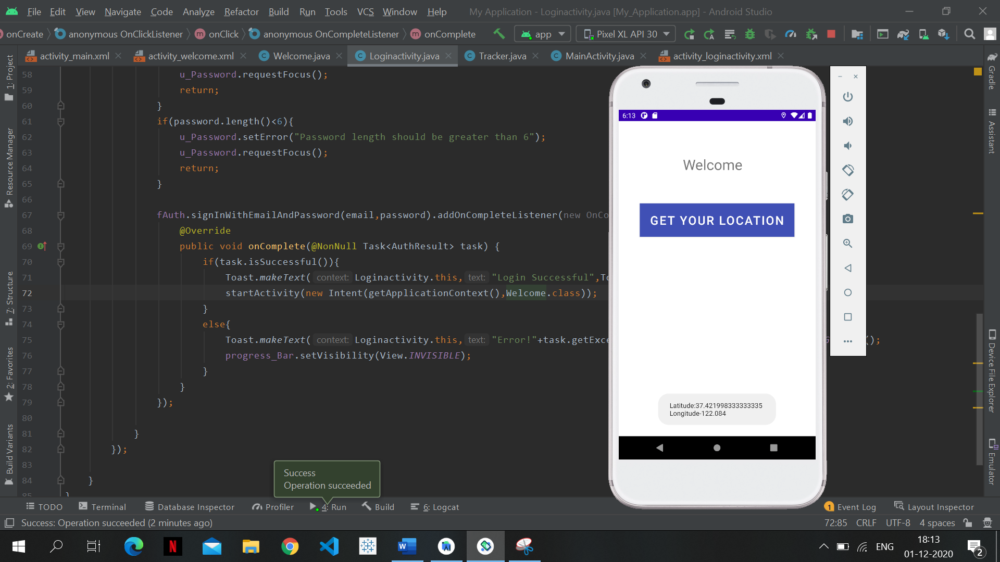 File Edit View Navigate Code Analyze Refactor Build Run Tools VCS Window Help My Application - Loginactivity.java [My_Application.app] - Android Studio
onCreate anonymous OnClickListener onClick anonymous OnCompleteListener onComplete app Pixel XL API 30
activity_main.xml activity_welcome.xml Welcome.java Loginactivity.java Tracker.java MainActivity.java activity_loginactivity.xml
1: Project
Resource Manager
7: Structure
2: Favorites
Build Variants
58 u_Password.requestFocus();
59 return;
60 }
61 if(password.length()<6){
62 u_Password.setError("Password length should be greater than 6");
63 u_Password.requestFocus();
64 return;
65 }
66
67 fAuth.signInWithEmailAndPassword(email,password).addOnCompleteListener(new OnCo
68 @Override
69 public void onComplete(@NonNull Task<AuthResult> task) {
70 if(task.isSuccessful()){
71 Toast.makeText( context: Loginactivity.this, text: "Login Successful",To
72 startActivity(new Intent(getApplicationContext(),Welcome.class));
73 }
74 else{
75 Toast.makeText( context: Loginactivity.this, text: "Error!"+task.getExce ();
76 progress_Bar.setVisibility(View.INVISIBLE);
77 }
78 }
79 });
80
81 }
82 });
83
84 }
85 }
6:13
Welcome
GET YOUR LOCATION
Latitude:37.421998333333335
Longitude-122.084
Gradle
Assistant
Device File Explorer
Emulator
Success
Operation succeeded
TODO Terminal Database Inspector Profiler 4: Run Build 6: Logcat 1 Event Log Layout Inspector
Success: Operation succeeded (2 minutes ago) 72:85 CRLF UTF-8 4 spaces
ENG 18:13
01-12-2020 2